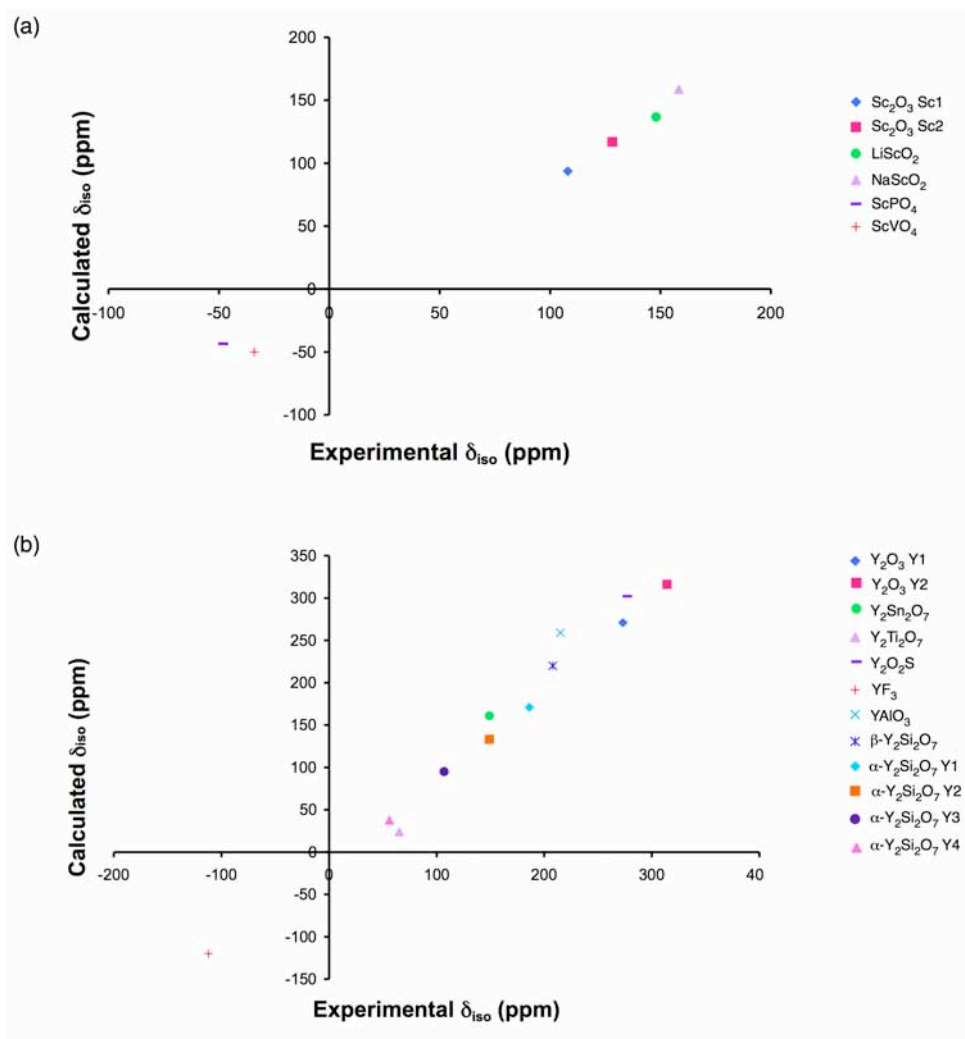 (a)
200
150
100
50
0
-50
-100
-100
-50
0
50
100
150
200
Calculated δiso (ppm)
Experimental δiso (ppm)
Sc2O3 Sc1
Sc2O3 Sc2
LiScO2
NaScO2
ScPO4
ScVO4
(b)
350
300
250
200
150
100
50
0
-50
-100
-150
-200
-100
0
100
200
300
40
Calculated δiso (ppm)
Experimental δiso (ppm)
Y2O3 Y1
Y2O3 Y2
Y2Sn2O7
Y2Ti2O7
Y2O2S
YF3
YAlO3
β-Y2Si2O7
α-Y2Si2O7 Y1
α-Y2Si2O7 Y2
α-Y2Si2O7 Y3
α-Y2Si2O7 Y4